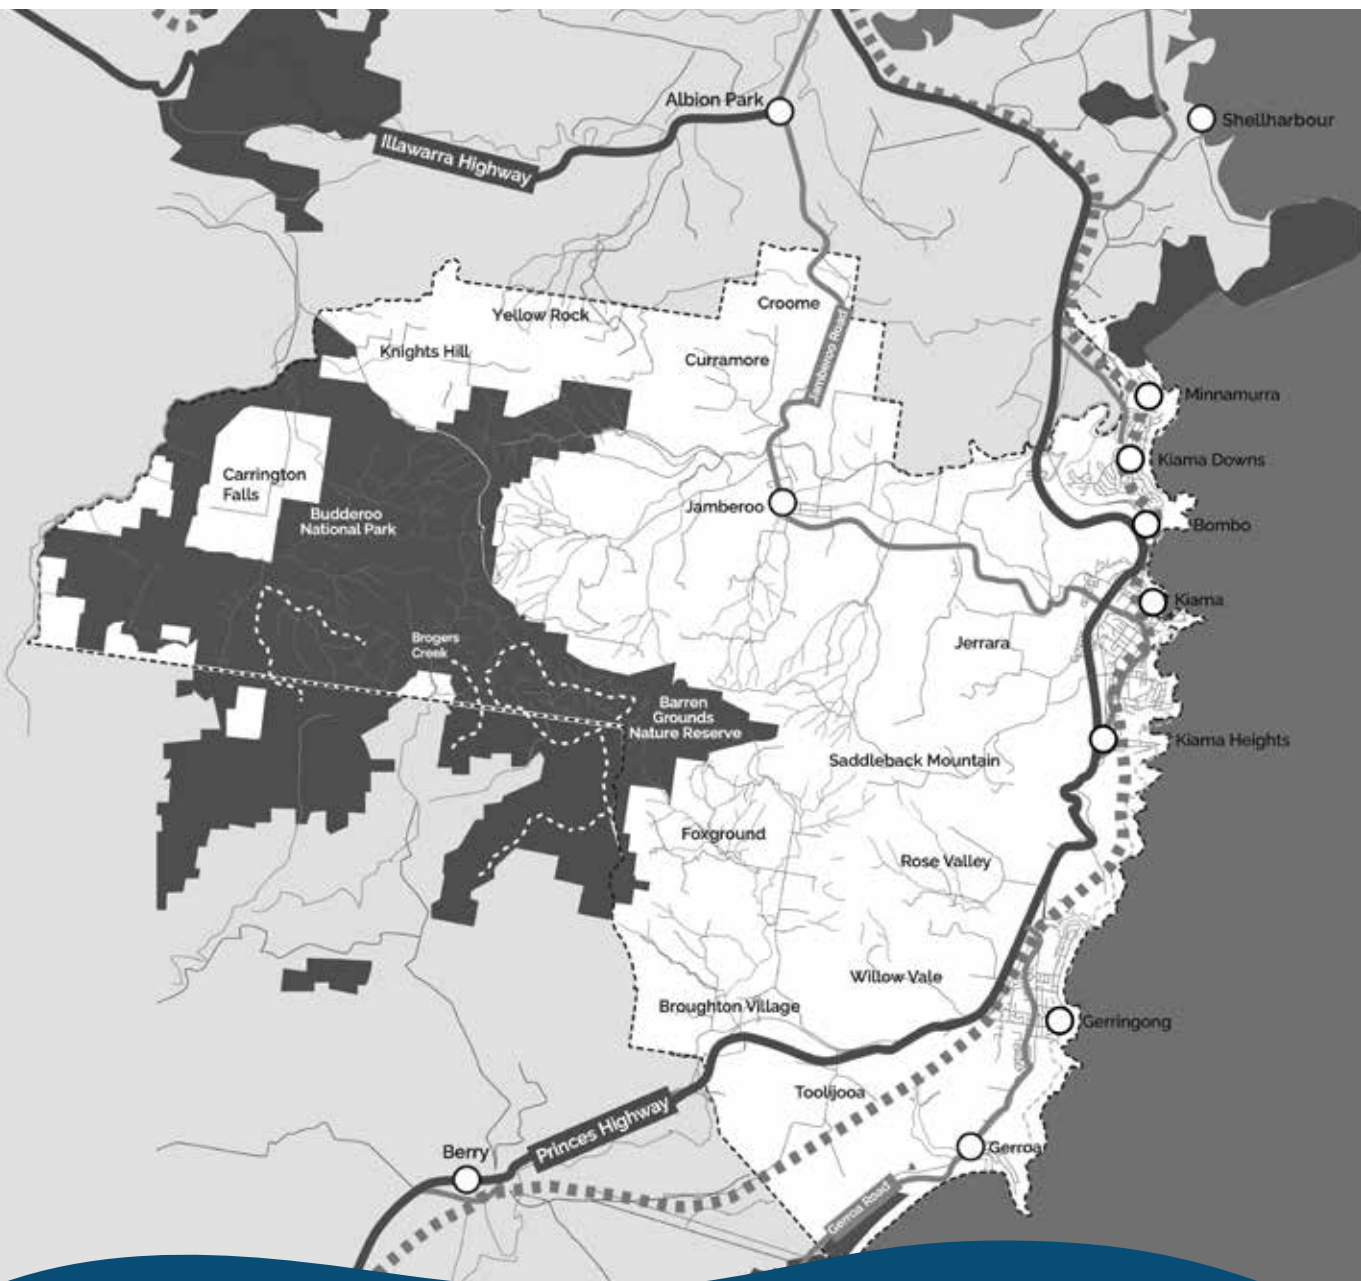 Albion Park
Shellharbour
Illawarra Highway
Croome
Yellow Rock
Jamberoo Road
Knights Hill
Curramore
Minnamurra
Kiama Downs
Carrington
Falls
Budderoo
National Park
Jamberoo
Bombo
Kiama
Brogers
Creek
Jerrara
Barren
Grounds
Nature Reserve
Kiama Heights
Saddleback Mountain
Foxground
Rose Valley
Willow Vale
Broughton Village
Gerringong
Toolijooa
Princes Highway
Berry
Gerroa
Gerroa Road